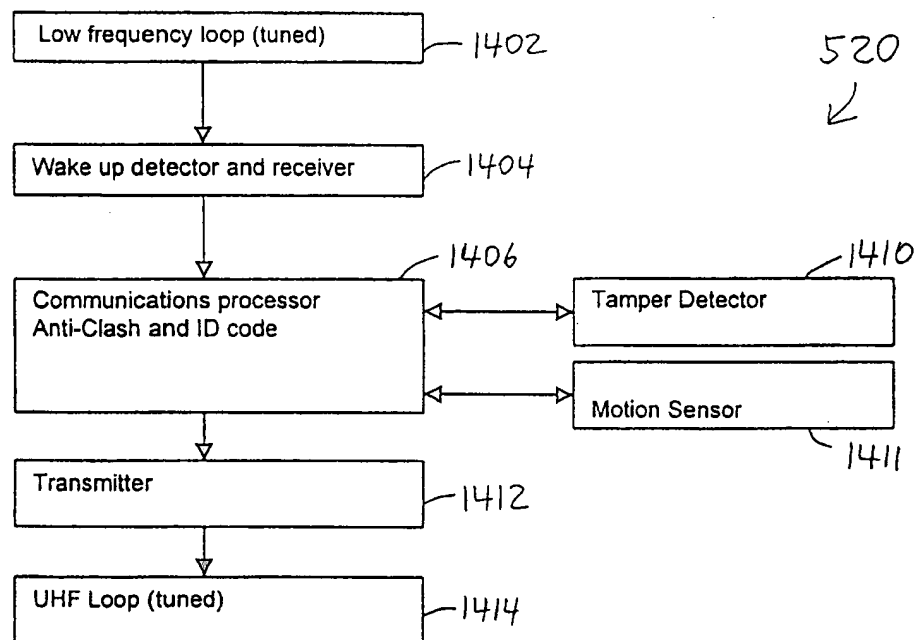 Low frequency loop (tuned)
1402
520
Wake up detector and receiver
1404
1406
Communications processor
Anti-Clash and ID code
1410
Tamper Detector
Motion Sensor
1411
Transmitter
1412
UHF Loop (tuned)
1414